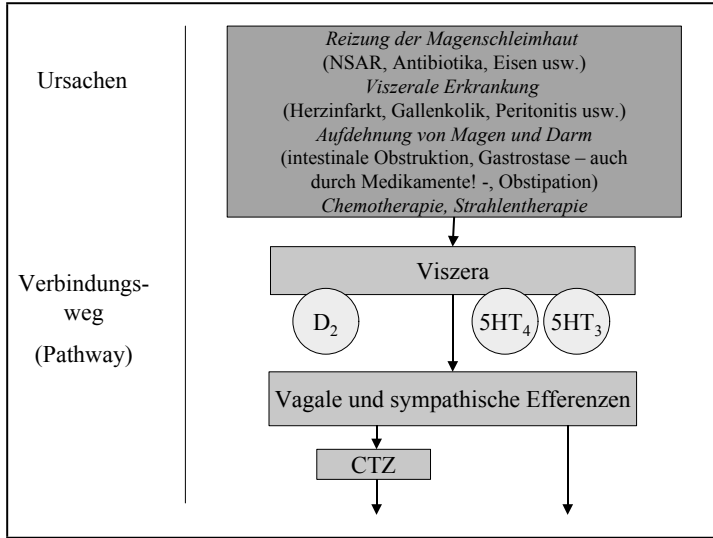 Ursachen
Reizung der Magenschleimhaut
(NSAR, Antibiotika, Eisen usw.)
Viszerale Erkrankung
(Herzinfarkt, Gallenkolik, Peritonitis usw.)
Aufdehnung von Magen und Darm
(intestinale Obstruktion, Gastrostase – auch
durch Medikamente! -, Obstipation)
Chemotherapie, Strahlentherapie
Verbindungs-
weg
(Pathway)
Viszera
D₂
5HT₄
5HT₃
Vagale und sympathische Efferenzen
CTZ